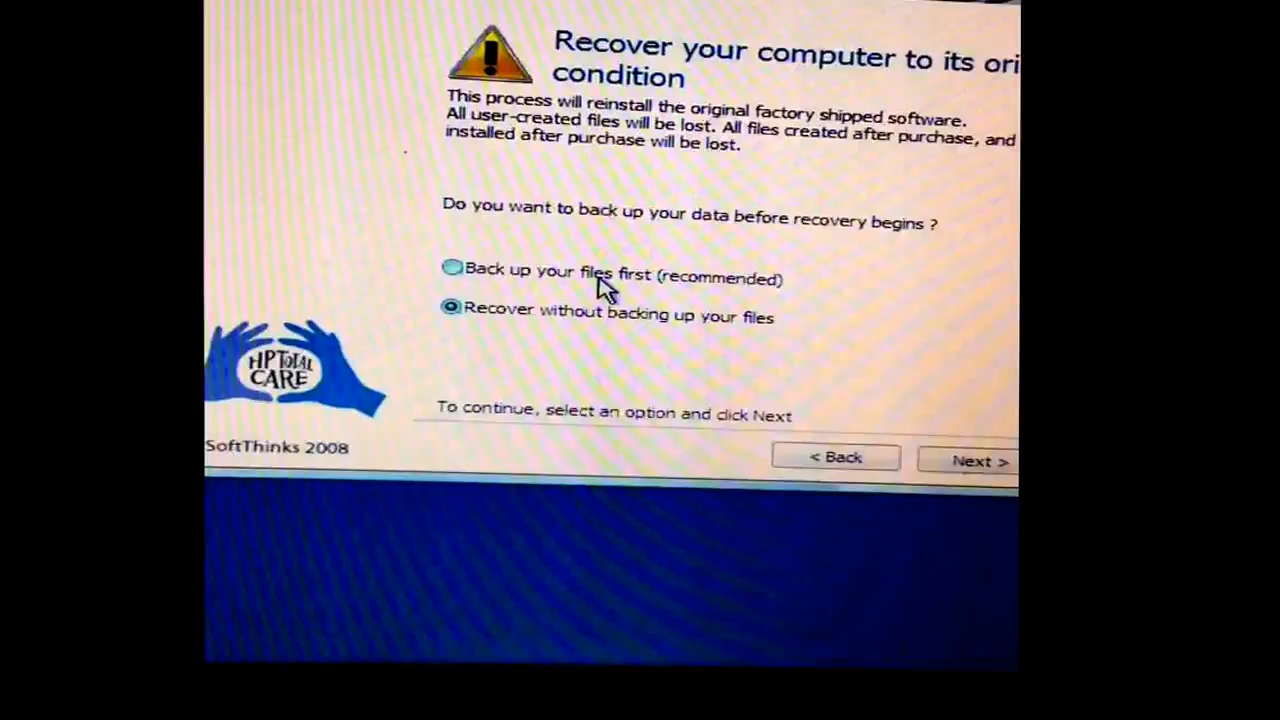 Recover your computer to its ori
condition
This process will reinstall the original factory shipped software.
All user-created files will be lost. All files created after purchase, and
installed after purchase will be lost.
Do you want to back up your data before recovery begins ?
Back up your files first (recommended)
Recover without backing up your files
HP TOTAL
CARE
To continue, select an option and click Next
SoftThinks 2008
< Back
Next >